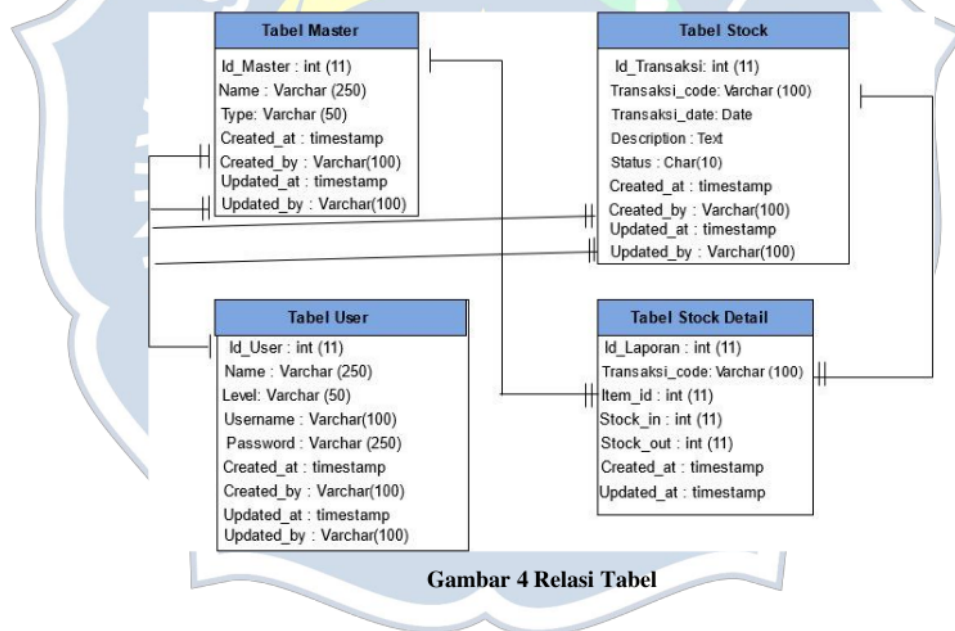 Tabel Master
Id_Master : int (11)
Name : Varchar (250)
Type: Varchar (50)
Created_at : timestamp
Created_by : Varchar(100)
Updated_at : timestamp
Updated_by : Varchar(100)
Tabel Stock
Id_Transaksi: int (11)
Transaksi_code: Varchar (100)
Transaksi_date: Date
Description : Text
Status : Char(10)
Created_at : timestamp
Created_by : Varchar(100)
Updated_at : timestamp
Updated_by : Varchar(100)
Tabel User
Id_User : int (11)
Name : Varchar (250)
Level: Varchar (50)
Username : Varchar(100)
Password : Varchar (250)
Created_at : timestamp
Created_by : Varchar(100)
Updated_at : timestamp
Updated_by : Varchar(100)
Tabel Stock Detail
Id_Laporan : int (11)
Transaksi_code: Varchar (100)
Item_id : int (11)
Stock_in : int (11)
Stock_out : int (11)
Created_at : timestamp
Updated_at : timestamp
Gambar 4 Relasi Tabel